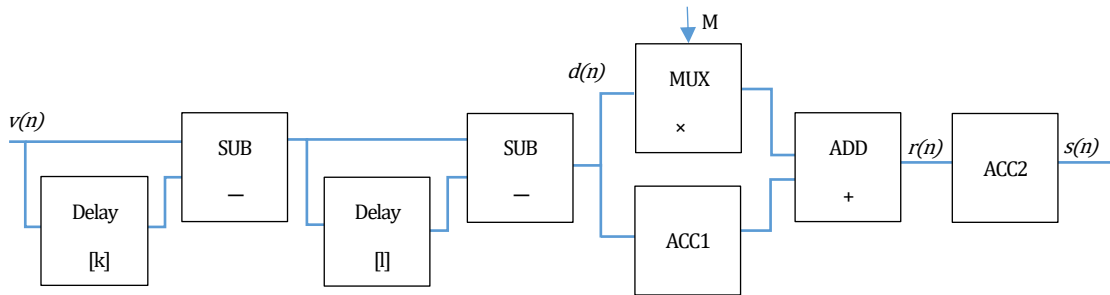 M
d(n)
MUX
×
v(n)
SUB
—
SUB
—
ADD
+
r(n)
ACC2
s(n)
Delay
[k]
Delay
[l]
ACC1